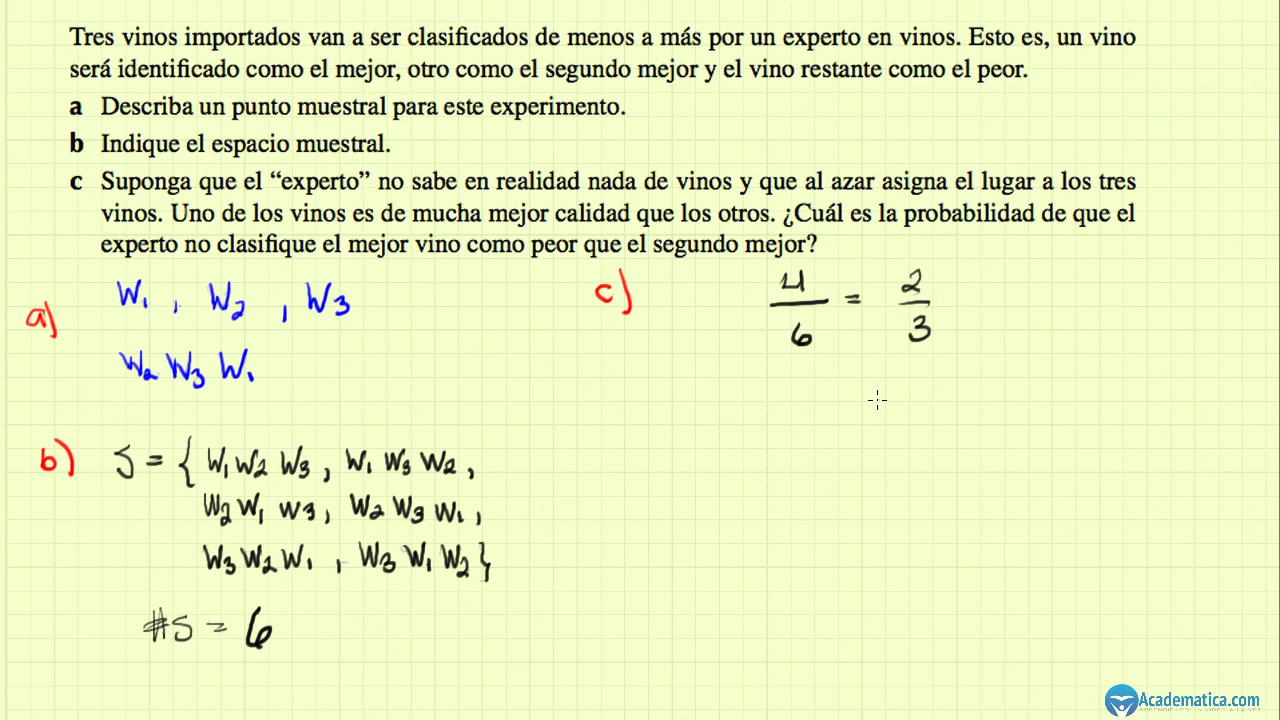 Tres vinos importados van a ser clasificados de menos a más por un experto en vinos. Esto es, un vino
será identificado como el mejor, otro como el segundo mejor y el vino restante como el peor.
a Describa un punto muestral para este experimento.
b Indique el espacio muestral.
c Suponga que el “experto” no sabe en realidad nada de vinos y que al azar asigna el lugar a los tres
vinos. Uno de los vinos es de mucha mejor calidad que los otros. ¿Cuál es la probabilidad de que el
experto no clasifique el mejor vino como peor que el segundo mejor?
a) W1 , W2 , W3
W2 W3 W1
b) S = { W1 W2 W3 , W1 W3 W2 ,
W2 W1 W3 , W2 W3 W1 ,
W3 W2 W1 , W3 W1 W2 }
#S = 6
c) 4/6 = 2/3
Academatica.com